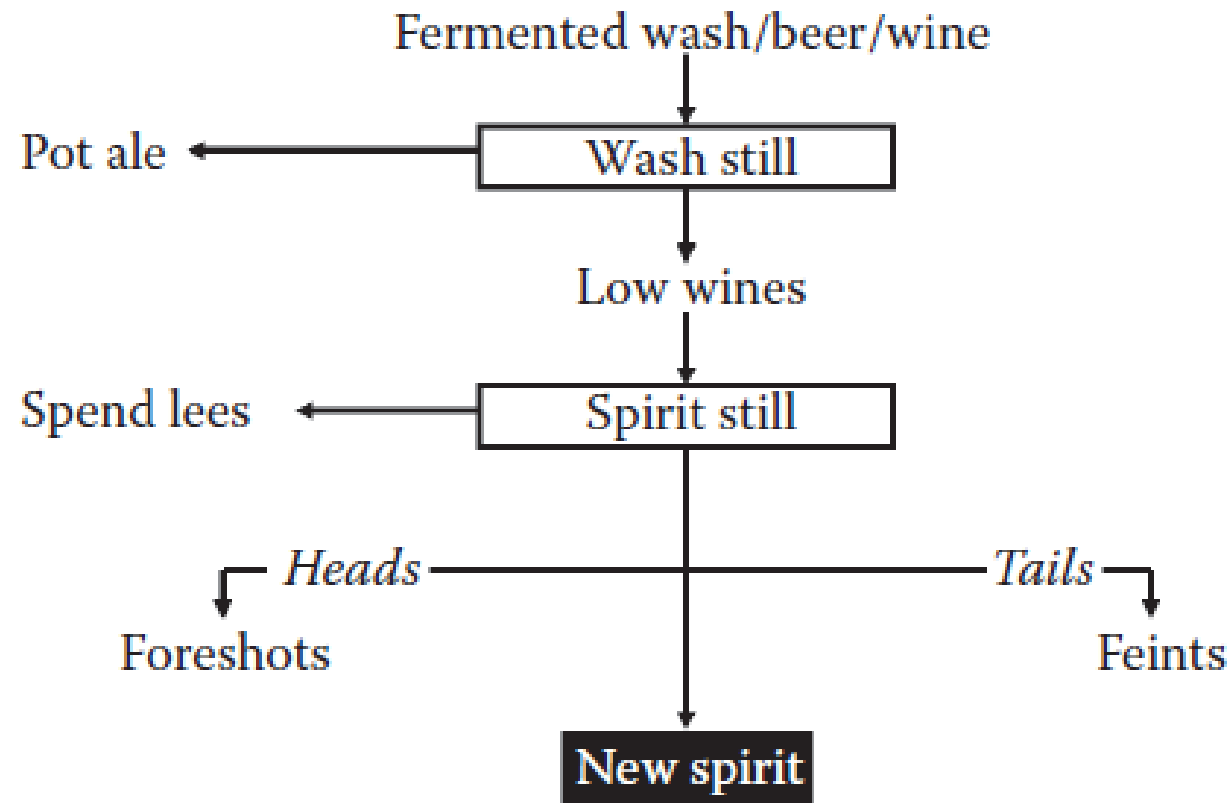 Fermented wash/beer/wine
Pot ale
Wash still
Low wines
Spend lees
Spirit still
Heads
Tails
Foreshots
Feints
New spirit